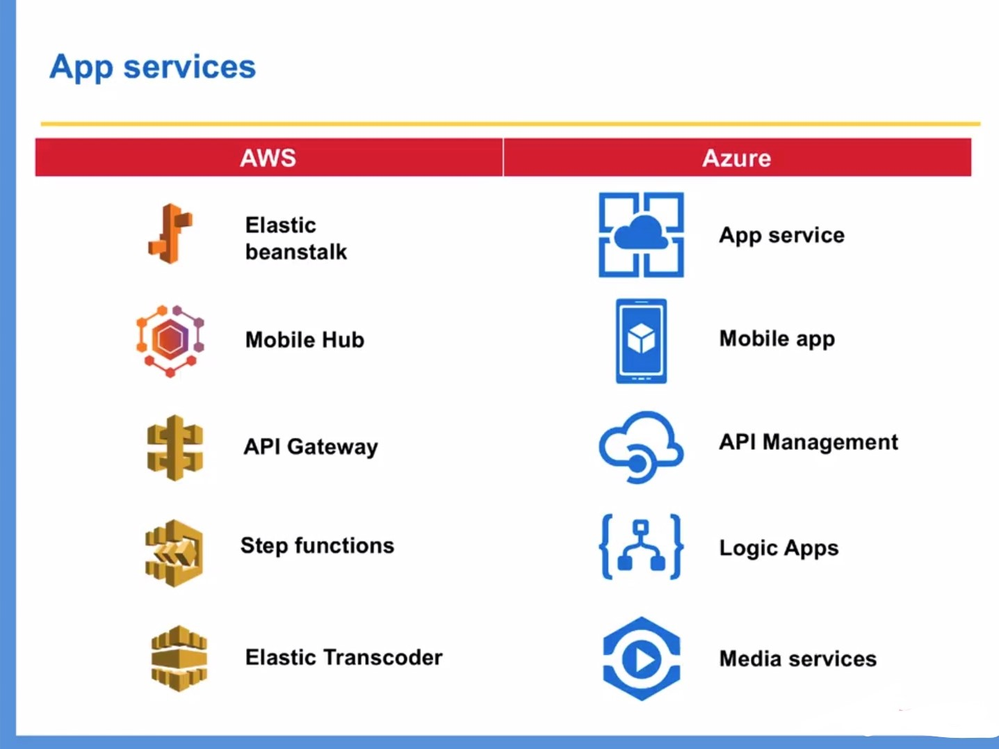 App services
AWS
Azure
Elastic
beanstalk
App service
Mobile Hub
Mobile app
API Gateway
API Management
Step functions
Logic Apps
Elastic Transcoder
Media services